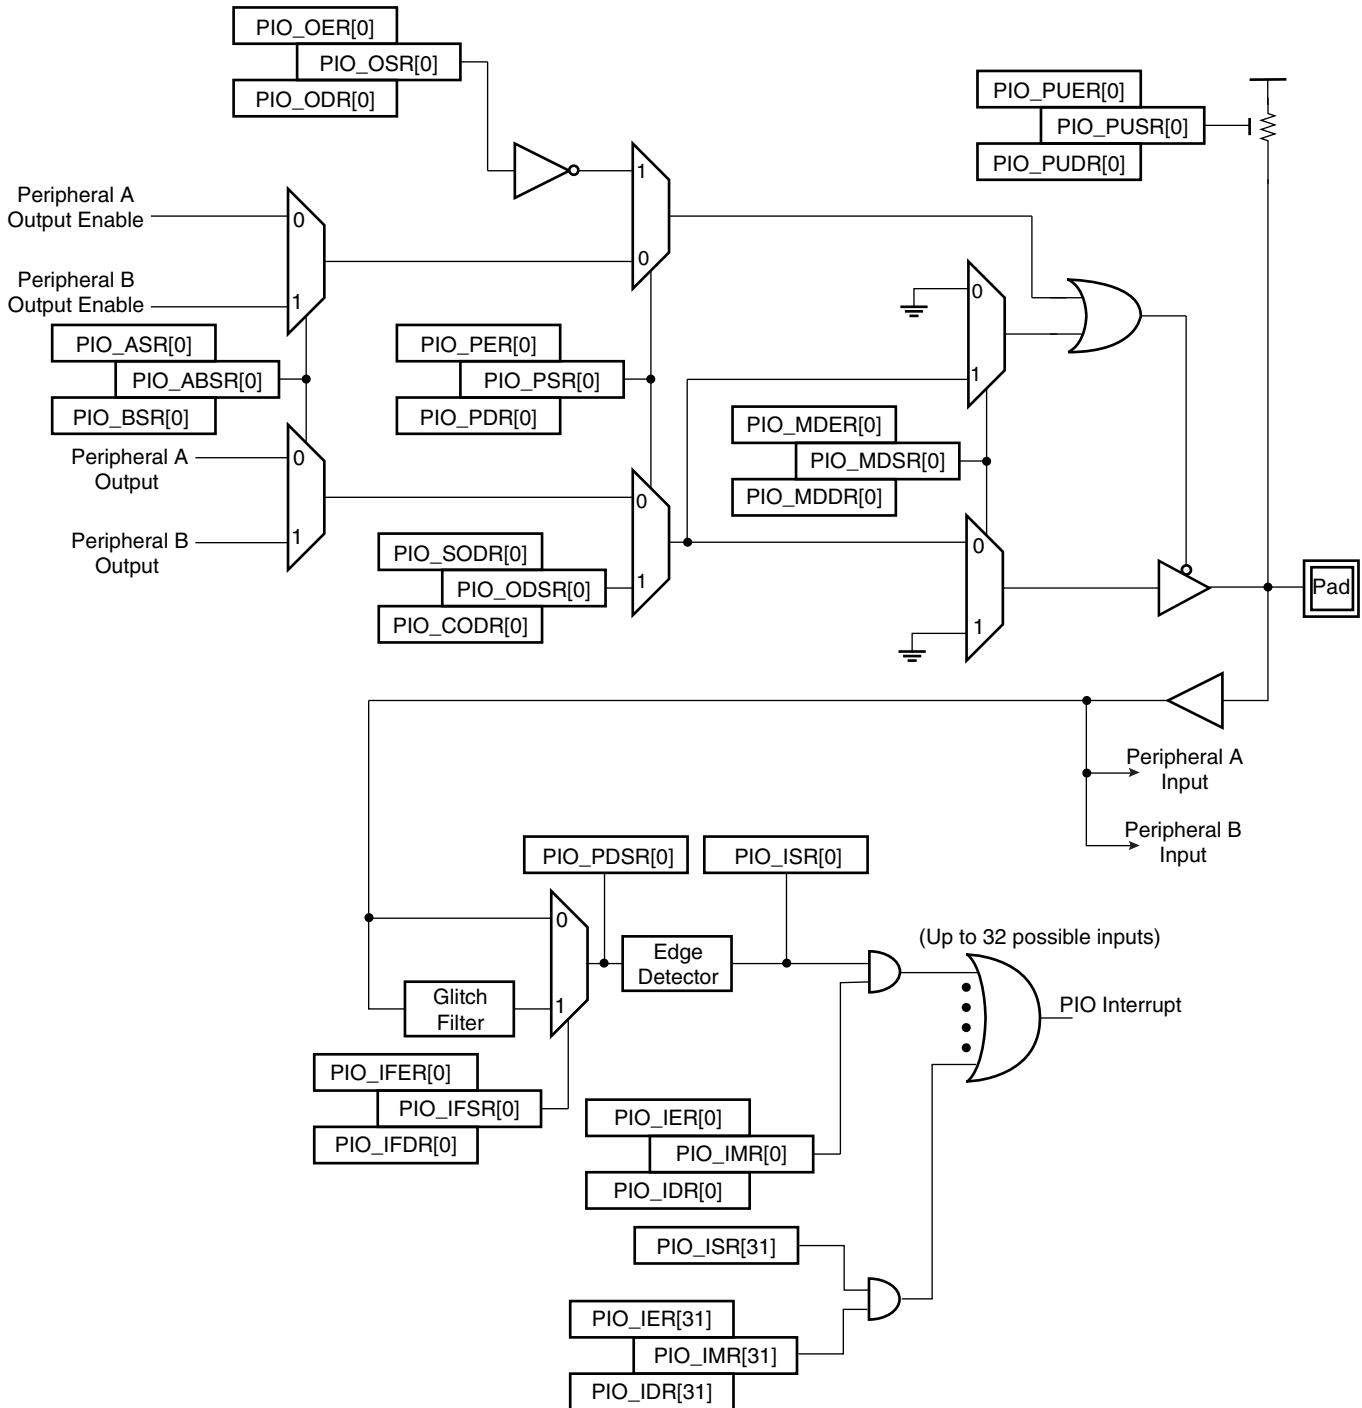 PIO_OER[0]
PIO_OSR[0]
PIO_ODR[0]
PIO_PUER[0]
PIO_PUSR[0]
PIO_PUDR[0]
1
Peripheral A
Output Enable
0
0
Peripheral B
Output Enable
1
0
PIO_ASR[0]
PIO_ABSR[0]
PIO_BSR[0]
PIO_PER[0]
PIO_PSR[0]
PIO_PDR[0]
1
PIO_MDER[0]
PIO_MDSR[0]
PIO_MDDR[0]
Peripheral A
Output
0
0
Peripheral B
Output
1
PIO_SODR[0]
PIO_ODSR[0]
PIO_CODR[0]
1
0
1
Pad
Peripheral A
Input
Peripheral B
Input
PIO_PDSR[0]
PIO_ISR[0]
0
Edge
Detector
(Up to 32 possible inputs)
Glitch
Filter
1
PIO Interrupt
PIO_IFER[0]
PIO_IFSR[0]
PIO_IFDR[0]
PIO_IER[0]
PIO_IMR[0]
PIO_IDR[0]
PIO_ISR[31]
PIO_IER[31]
PIO_IMR[31]
PIO_IDR[31]